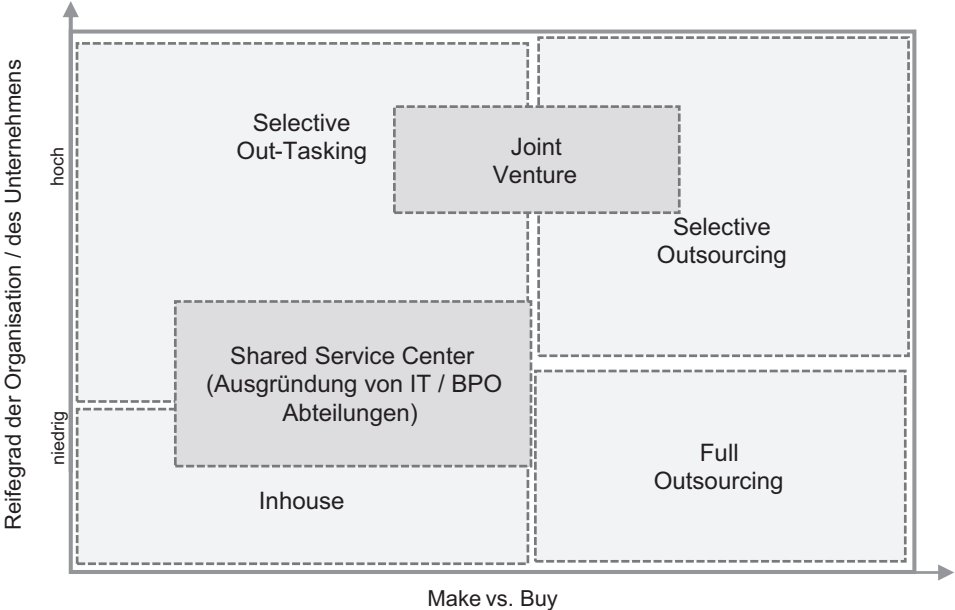 Reifegrad der Organisation / des Unternehmens
hoch
niedrig
Selective
Out-Tasking
Joint
Venture
Selective
Outsourcing
Shared Service Center
(Ausgründung von IT / BPO
Abteilungen)
Full
Outsourcing
Inhouse
Make vs. Buy